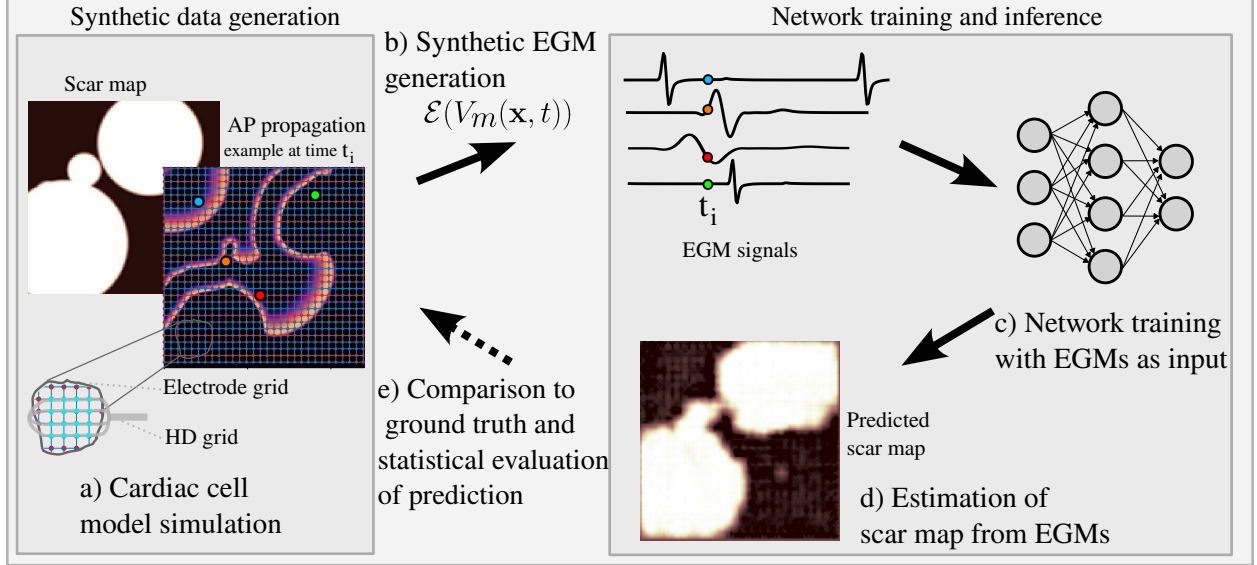 Synthetic data generation
Scar map
AP propagation
example at time t_i
Electrode grid
HD grid
a) Cardiac cell
model simulation
b) Synthetic EGM
generation
ℰ(V_m(𝐱, t))
e) Comparison to
ground truth and
statistical evaluation
of prediction
Network training and inference
t_i
EGM signals
c) Network training
with EGMs as input
Predicted
scar map
d) Estimation of
scar map from EGMs